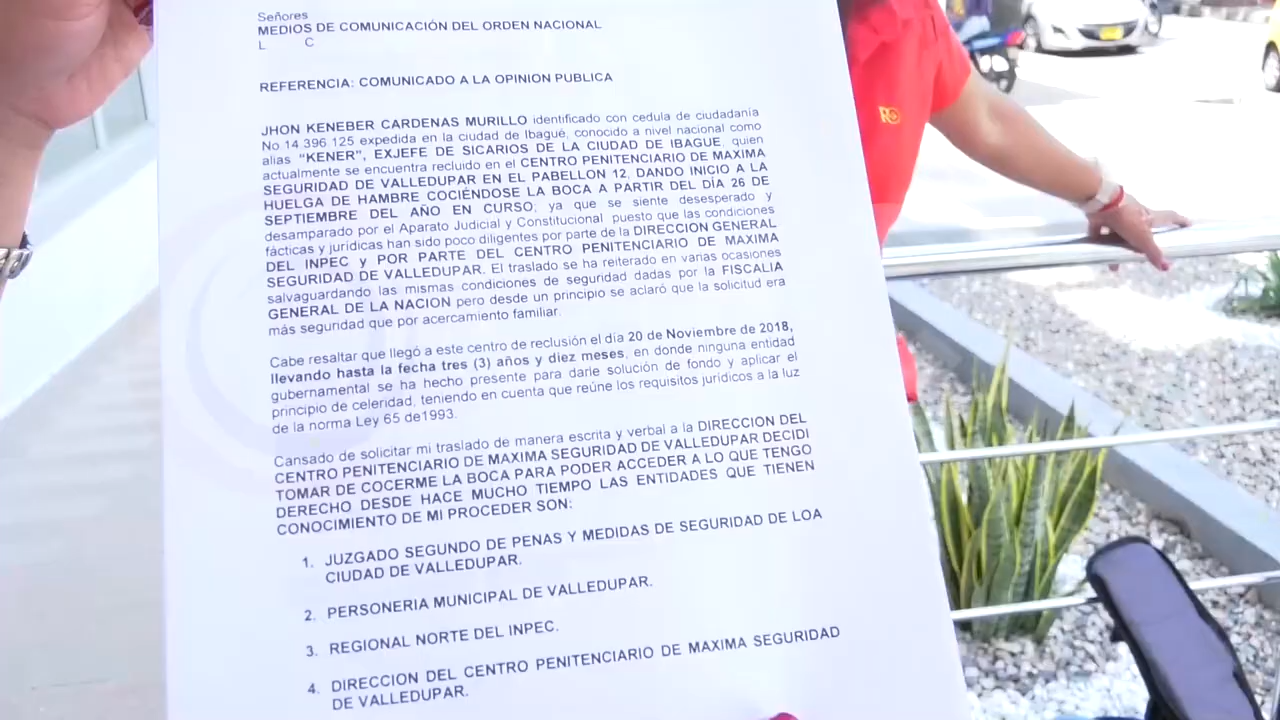 Señores
MEDIOS DE COMUNICACIÓN DEL ORDEN NACIONAL
L C
REFERENCIA: COMUNICADO A LA OPINION PUBLICA
JHON KENEBER CARDENAS MURILLO identificado con cedula de ciudadania
No 14 396 125 expedida en la ciudad de Ibagué, conocido a nivel nacional como
alias "KENER", EXJEFE DE SICARIOS DE LA CIUDAD DE IBAGUE, quien
actualmente se encuentra recluido en el CENTRO PENITENCIARIO DE MAXIMA
SEGURIDAD DE VALLEDUPAR EN EL PABELLON 12, DANDO INICIO A LA
HUELGA DE HAMBRE COCIÉNDOSE LA BOCA A PARTIR DEL DÍA 26 DE
SEPTIEMBRE DEL AÑO EN CURSO, ya que se siente desesperado y
desamparado por el Aparato Judicial y Constitucional puesto que las condiciones
fácticas y jurídicas han sido poco diligentes por parte de la DIRECCION GENERAL
DEL INPEC y POR PARTE DEL CENTRO PENITENCIARIO DE MAXIMA
SEGURIDAD DE VALLEDUPAR. El traslado se ha reiterado en varias ocasiones
salvaguardando las mismas condiciones de seguridad dadas por la FISCALIA
GENERAL DE LA NACION pero desde un principio se aclaró que la solicitud era
más seguridad que por acercamiento familiar.
Cabe resaltar que llegó a este centro de reclusión el día 20 de Noviembre de 2018,
llevando hasta la fecha tres (3) años y diez meses, en donde ninguna entidad
gubernamental se ha hecho presente para darle solución de fondo y aplicar el
principio de celeridad, teniendo en cuenta que reúne los requisitos jurídicos a la luz
de la norma Ley 65 de1993.
Cansado de solicitar mi traslado de manera escrita y verbal a la DIRECCION DEL
CENTRO PENITENCIARIO DE MAXIMA SEGURIDAD DE VALLEDUPAR DECIDI
TOMAR DE COCERME LA BOCA PARA PODER ACCEDER A LO QUE TENGO
DERECHO DESDE HACE MUCHO TIEMPO LAS ENTIDADES QUE TIENEN
CONOCIMIENTO DE MI PROCEDER SON:
1. JUZGADO SEGUNDO DE PENAS Y MEDIDAS DE SEGURIDAD DE LOA
CIUDAD DE VALLEDUPAR.
2. PERSONERIA MUNICIPAL DE VALLEDUPAR.
3. REGIONAL NORTE DEL INPEC.
4. DIRECCION DEL CENTRO PENITENCIARIO DE MAXIMA SEGURIDAD
DE VALLEDUPAR.